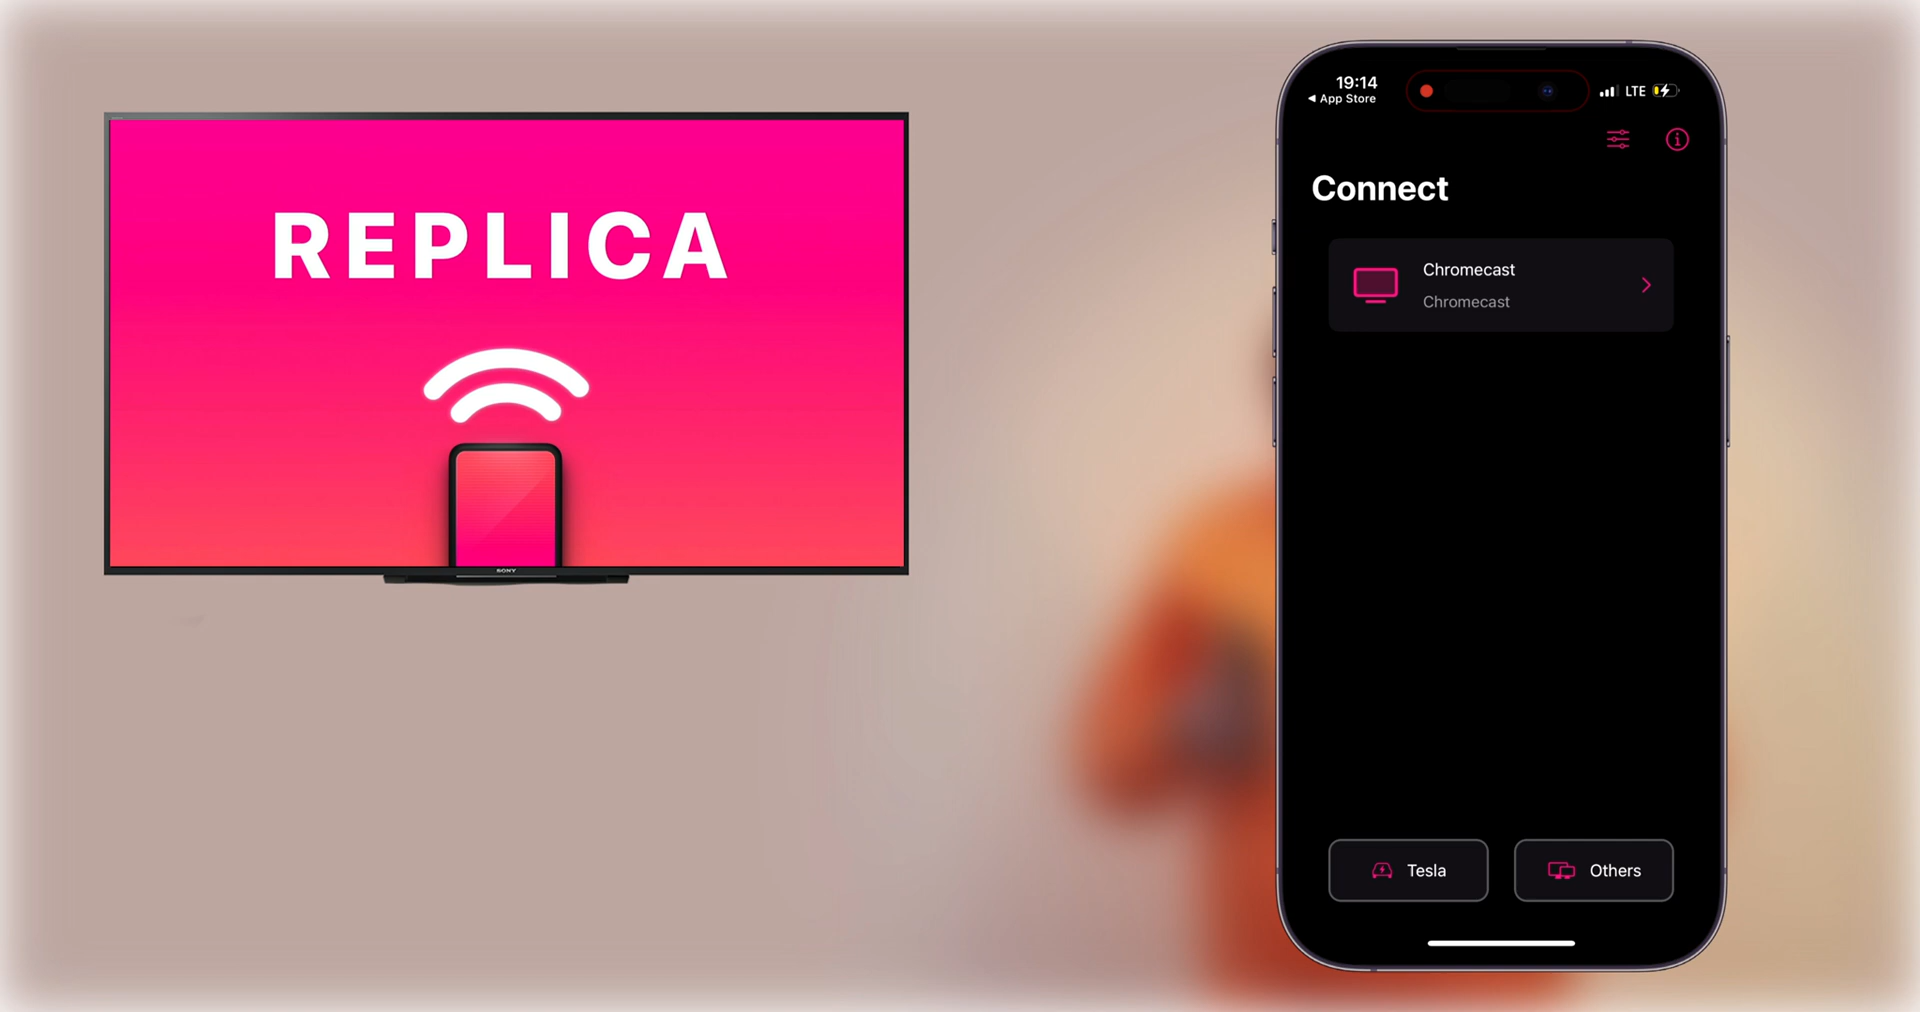 REPLICA
SONY
19:14
◀ App Store
LTE
Connect
Chromecast
Chromecast
Tesla
Others